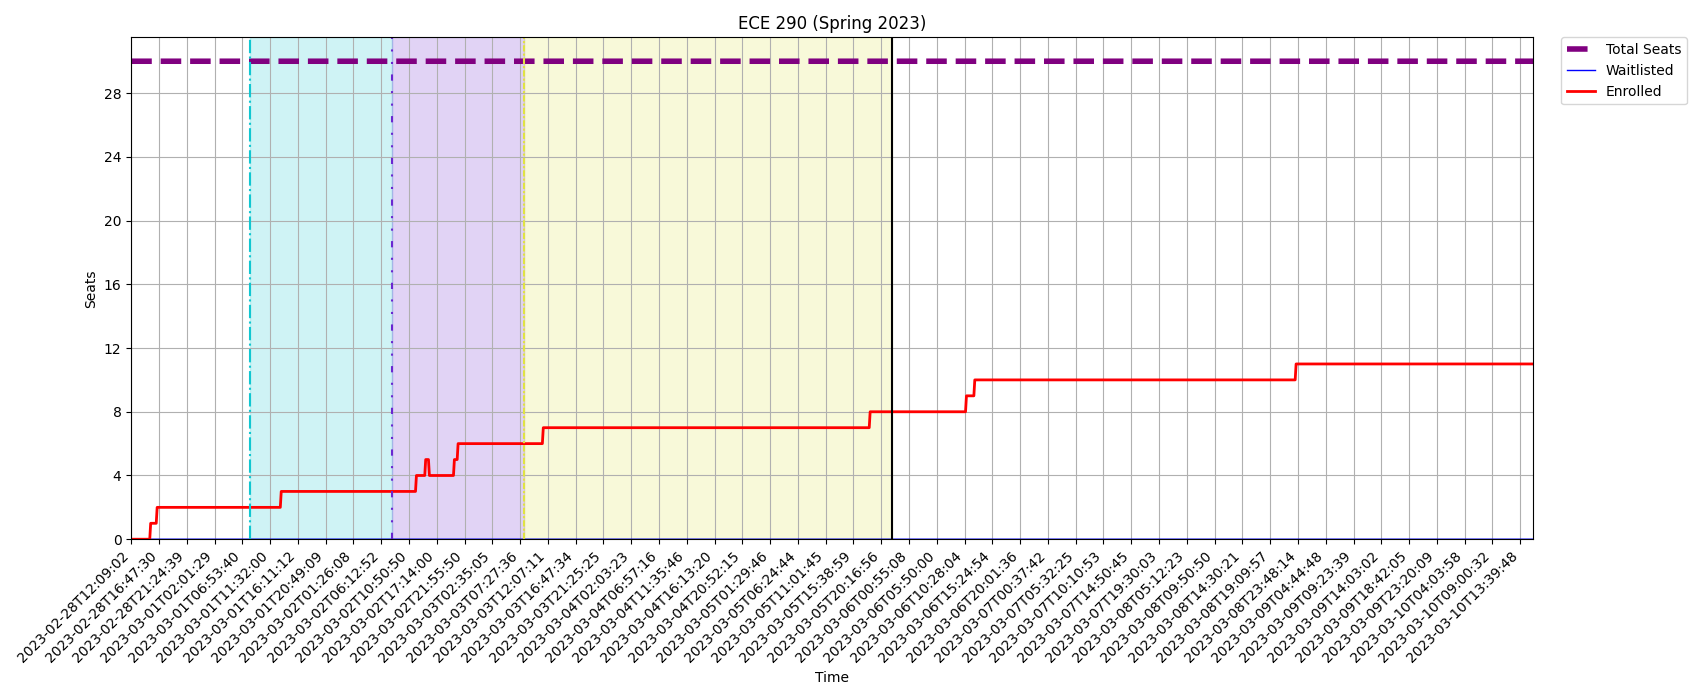 ECE 290 (Spring 2023)
Total Seats
Waitlisted
Enrolled
Seats
28
24
20
16
12
8
4
0
2023-02-28T12:09:02
2023-02-28T16:47:30
2023-02-28T21:24:39
2023-03-01T02:01:29
2023-03-01T06:53:40
2023-03-01T11:32:00
2023-03-01T16:11:12
2023-03-01T20:49:09
2023-03-02T01:26:08
2023-03-02T06:12:52
2023-03-02T10:50:50
2023-03-02T17:14:00
2023-03-02T21:55:50
2023-03-03T02:35:05
2023-03-03T07:27:36
2023-03-03T12:07:11
2023-03-03T16:47:34
2023-03-03T21:25:25
2023-03-04T02:03:23
2023-03-04T06:57:16
2023-03-04T11:35:46
2023-03-04T16:13:20
2023-03-04T20:52:15
2023-03-05T01:29:46
2023-03-05T06:24:44
2023-03-05T11:01:45
2023-03-05T15:38:59
2023-03-05T20:16:56
2023-03-06T00:55:08
2023-03-06T05:50:00
2023-03-06T10:28:04
2023-03-06T15:24:54
2023-03-06T20:01:36
2023-03-07T00:37:42
2023-03-07T05:32:25
2023-03-07T10:10:53
2023-03-07T14:50:45
2023-03-07T19:30:03
2023-03-08T05:12:23
2023-03-08T09:50:50
2023-03-08T14:30:21
2023-03-08T19:09:57
2023-03-08T23:48:14
2023-03-09T04:44:48
2023-03-09T09:23:39
2023-03-09T14:03:02
2023-03-09T18:42:05
2023-03-09T23:20:09
2023-03-10T04:03:58
2023-03-10T09:00:32
2023-03-10T13:39:48
Time